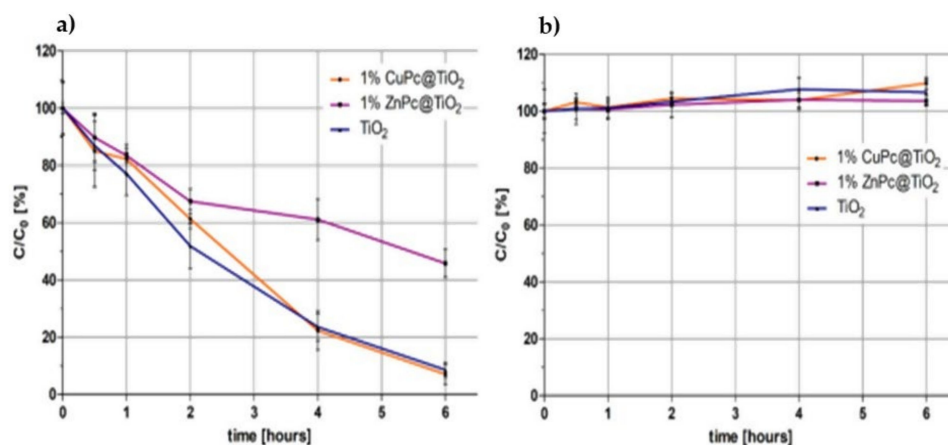 a)
120
100
80
60
40
20
0
C/C₀ [%]
1% CuPc@TiO₂
1% ZnPc@TiO₂
TiO₂
0 1 2 3 4 5 6
time [hours]
b)
120
100
80
60
40
20
0
C/C₀ [%]
1% CuPc@TiO₂
1% ZnPc@TiO₂
TiO₂
0 1 2 3 4 5 6
time [hours]